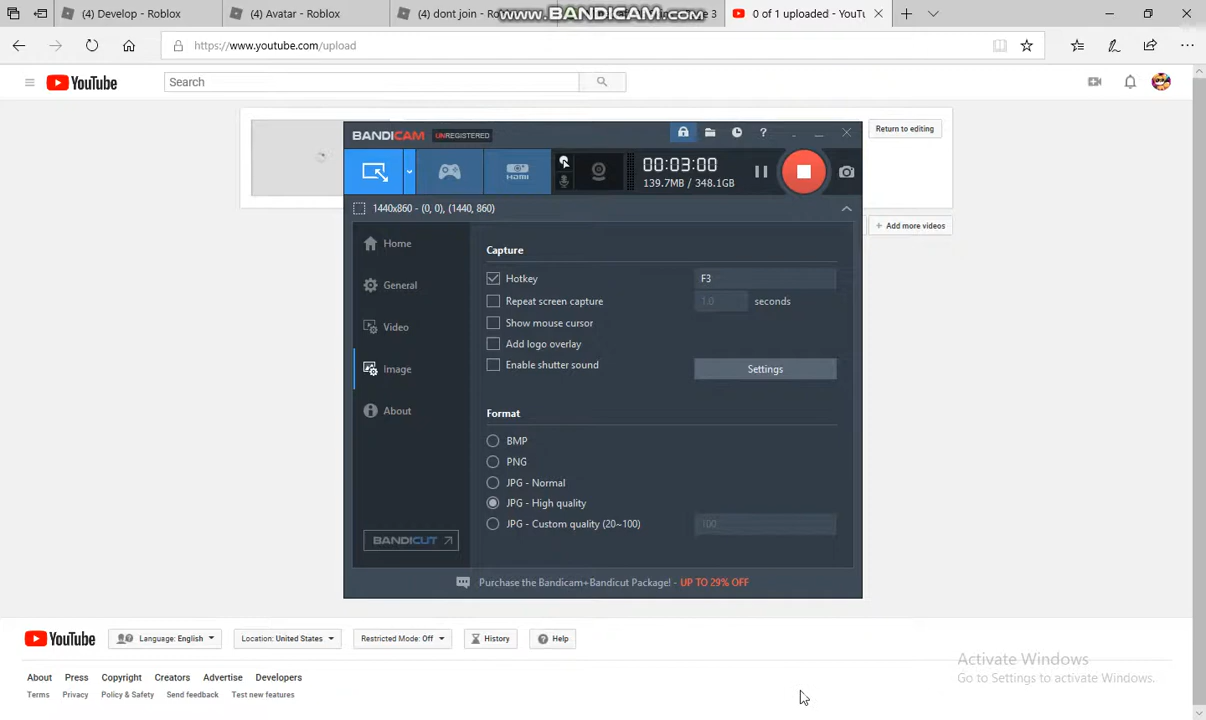 (4) Develop - Roblox
(4) Avatar - Roblox
(4) dont join - Ro
www.BANDICAM.com
3
0 of 1 uploaded - YouTu
https://www.youtube.com/upload
YouTube
Search
Return to editing
+ Add more videos
BANDICAM UNREGISTERED
?
HDMI
00:03:00
139.7MB / 348.1GB
1440x860 - (0, 0), (1440, 860)
Home
General
Video
Image
About
BANDICUT
Capture
Hotkey
F3
Repeat screen capture
1.0 seconds
Show mouse cursor
Add logo overlay
Enable shutter sound
Settings
Format
BMP
PNG
JPG - Normal
JPG - High quality
JPG - Custom quality (20~100)
100
Purchase the Bandicam+Bandicut Package! - UP TO 29% OFF
YouTube
Language: English
Location: United States
Restricted Mode: Off
History
Help
About Press Copyright Creators Advertise Developers
Terms Privacy Policy & Safety Send feedback Test new features
Activate Windows
Go to Settings to activate Windows.